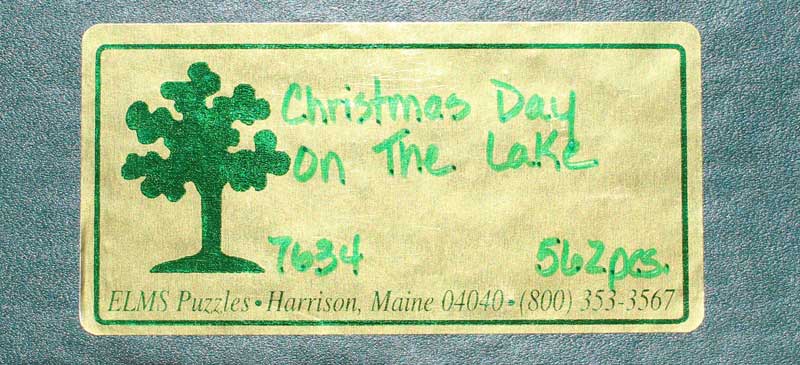 Christmas Day
on The Lake
7634 562pcs.
ELMS Puzzles • Harrison, Maine 04040 • (800) 353-3567